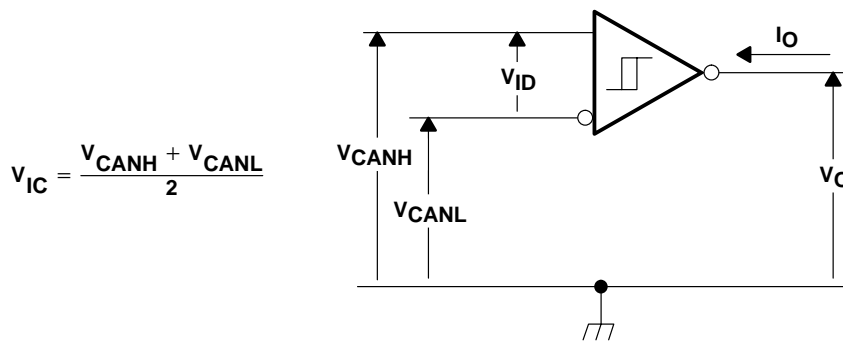 V_IC = (V_CANH + V_CANL) / 2
I_O
V_ID
V_CANH
V_CANL
V_O